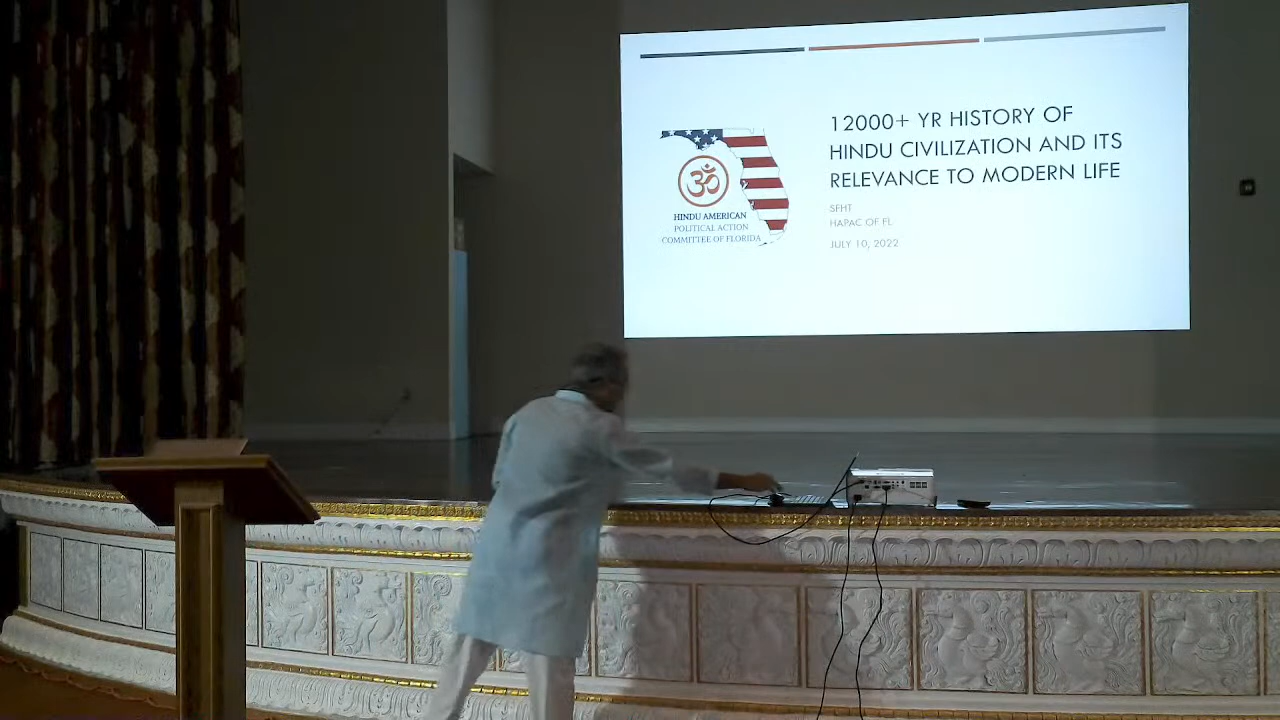 12000+ YR HISTORY OF
HINDU CIVILIZATION AND ITS
RELEVANCE TO MODERN LIFE
SFHT
HAPAC OF FL
JULY 10, 2022
ॐ
HINDU AMERICAN
POLITICAL ACTION
COMMITTEE OF FLORIDA